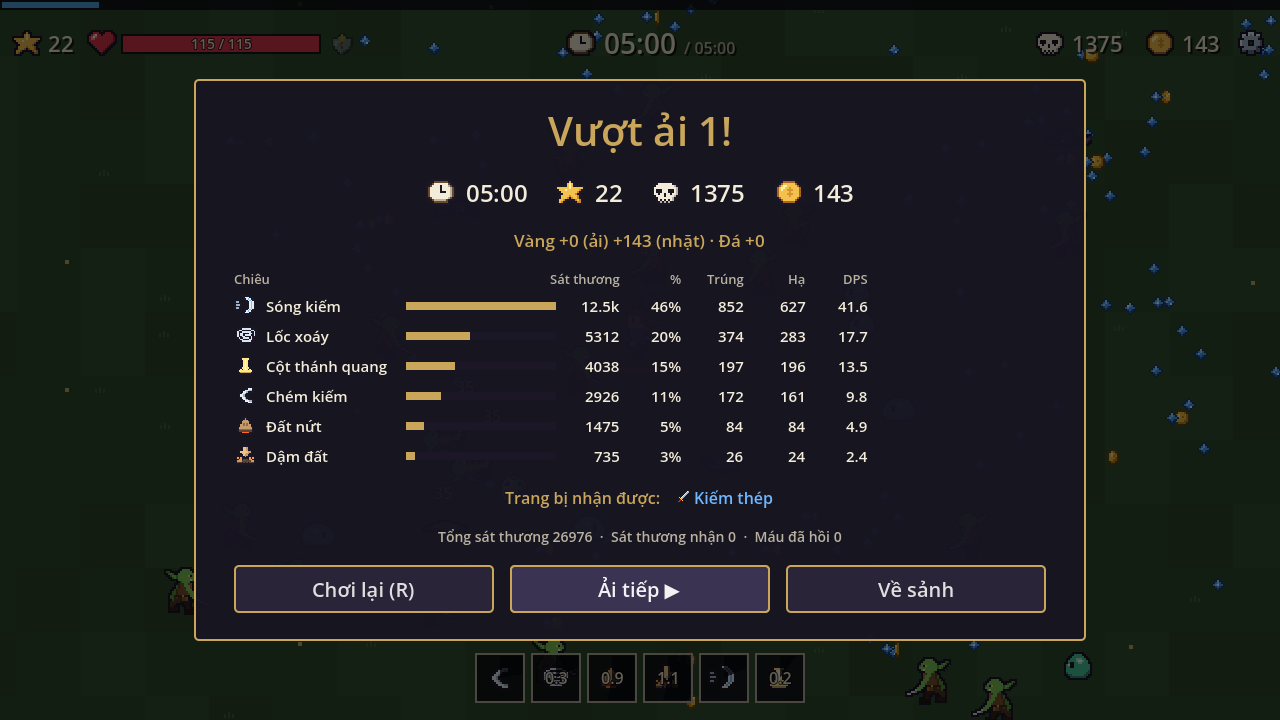 22
115 / 115
05:00 / 05:00
1375
143
Vượt ải 1!
05:00 22 1375 143
Vàng +0 (ải) +143 (nhặt) · Đá +0
Chiêu Sát thương % Trúng Hạ DPS
Sóng kiếm 12.5k 46% 852 627 41.6
Lốc xoáy 5312 20% 374 283 17.7
Cột thánh quang 4038 15% 197 196 13.5
Chém kiếm 2926 11% 172 161 9.8
Đất nứt 1475 5% 84 84 4.9
Dậm đất 735 3% 26 24 2.4
Trang bị nhận được: Kiếm thép
Tổng sát thương 26976 · Sát thương nhận 0 · Máu đã hồi 0
Chơi lại (R)
Ải tiếp ▶
Về sảnh
0.3 0.9 1.1 0.2